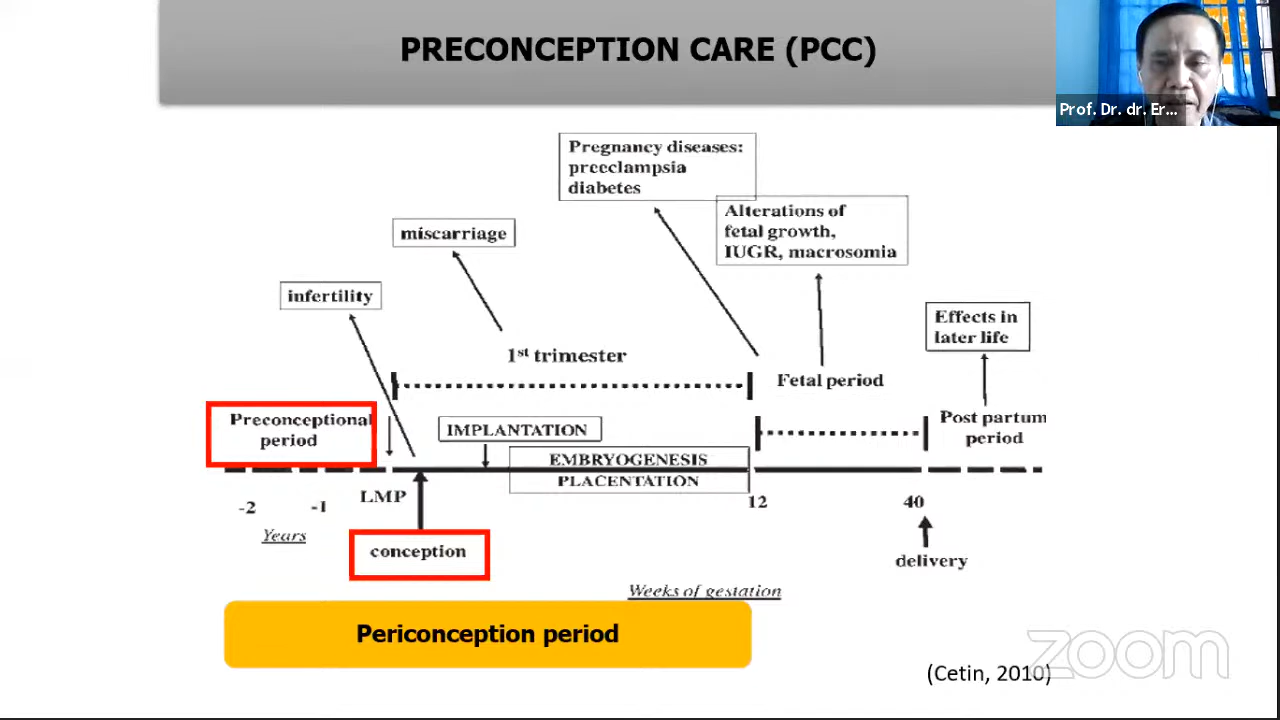 PRECONCEPTION CARE (PCC)
Prof. Dr. dr. Er...
Pregnancy diseases:
preeclampsia
diabetes
Alterations of
fetal growth,
IUGR, macrosomia
miscarriage
infertility
Effects in
later life
1st trimester
Fetal period
Preconceptional
period
IMPLANTATION
Post partum
period
EMBRYOGENESIS
PLACENTATION
-2
-1
LMP
12
40
Years
conception
delivery
Weeks of gestation
Periconception period
zoom
(Cetin, 2010)